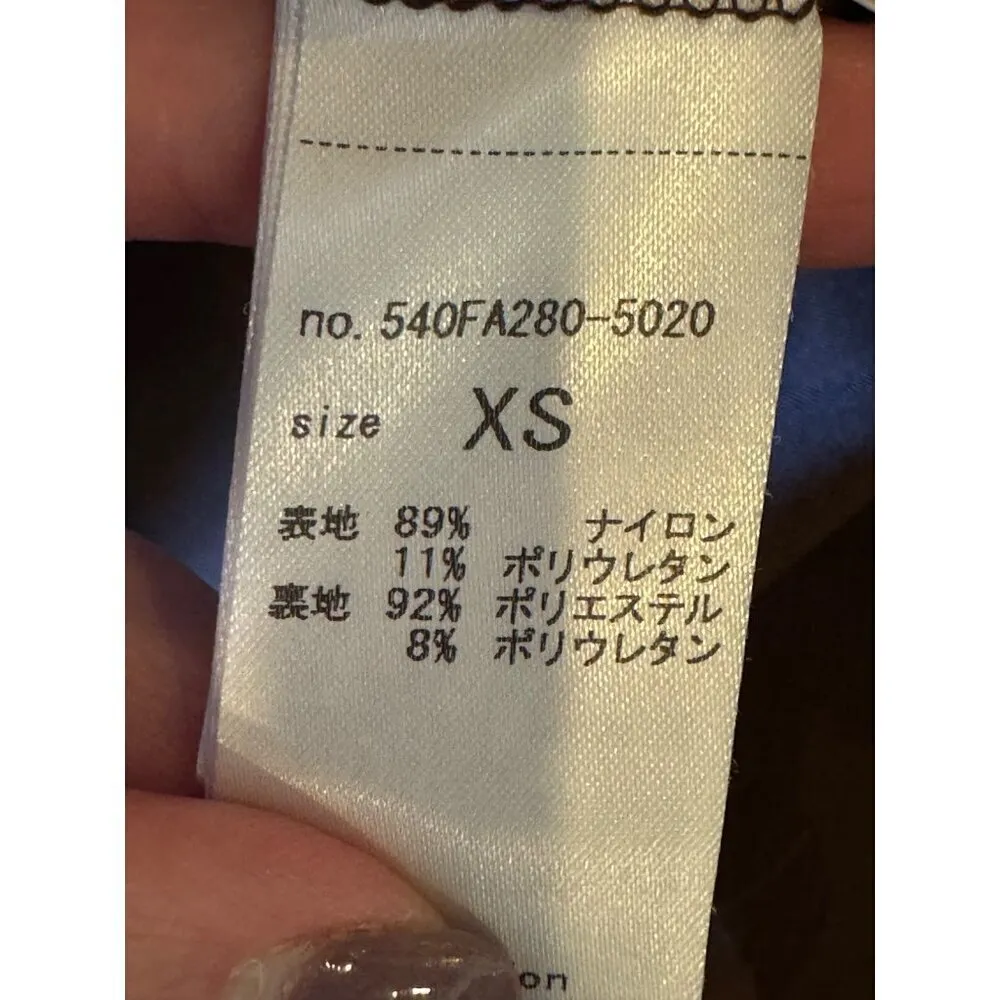 no. 540FA280-5020
size XS
表地 89% ナイロン
11% ポリウレタン
裏地 92% ポリエステル
8% ポリウレタン